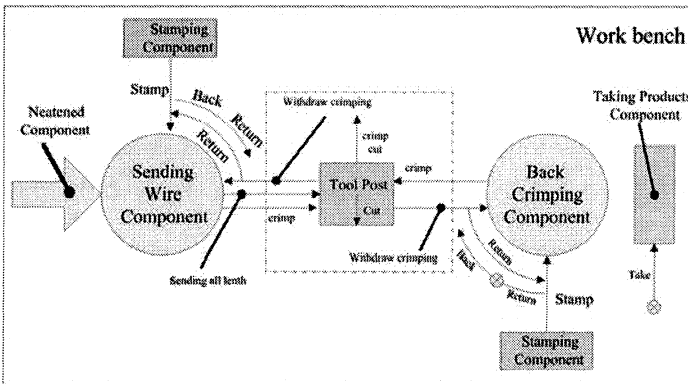 Work bench
Stamping
Component
Stamp
Back
Return
Return
Neatened
Component
Sending
Wire
Component
Withdraw crimping
crimp
cut
Tool Post
Cut
crimp
crimp
Sending all lenth
Withdraw crimping
Back
Crimping
Component
Return
Back
Return
Stamp
Stamping
Component
Taking Products
Component
Take